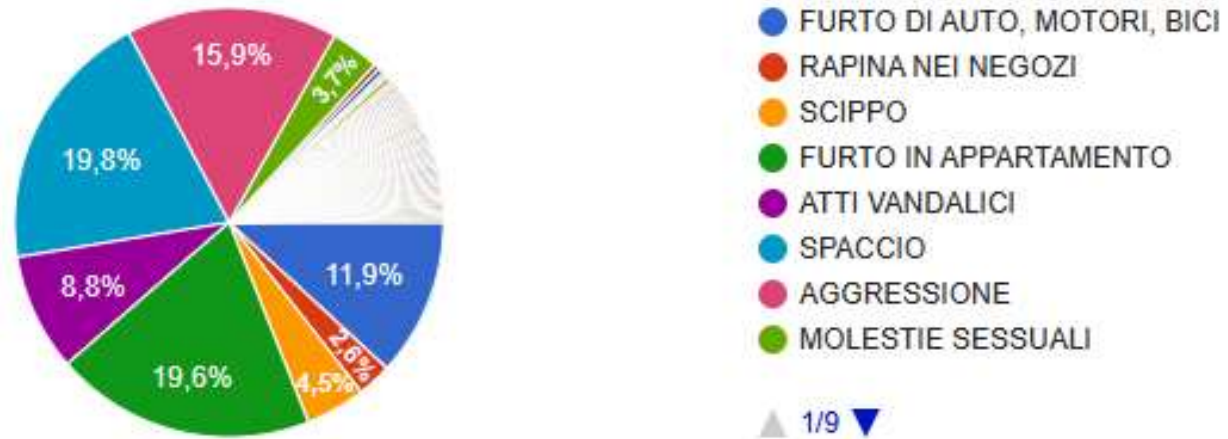 15,9%
3,7%
19,8%
11,9%
8,8%
2,6%
19,6%
4,5%
FURTO DI AUTO, MOTORI, BICI
RAPINA NEI NEGOZI
SCIPPO
FURTO IN APPARTAMENTO
ATTI VANDALICI
SPACCIO
AGGRESSIONE
MOLESTIE SESSUALI
1/9